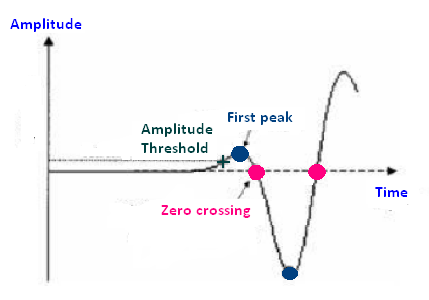 Amplitude
First peak
Amplitude
Threshold
Time
Zero crossing